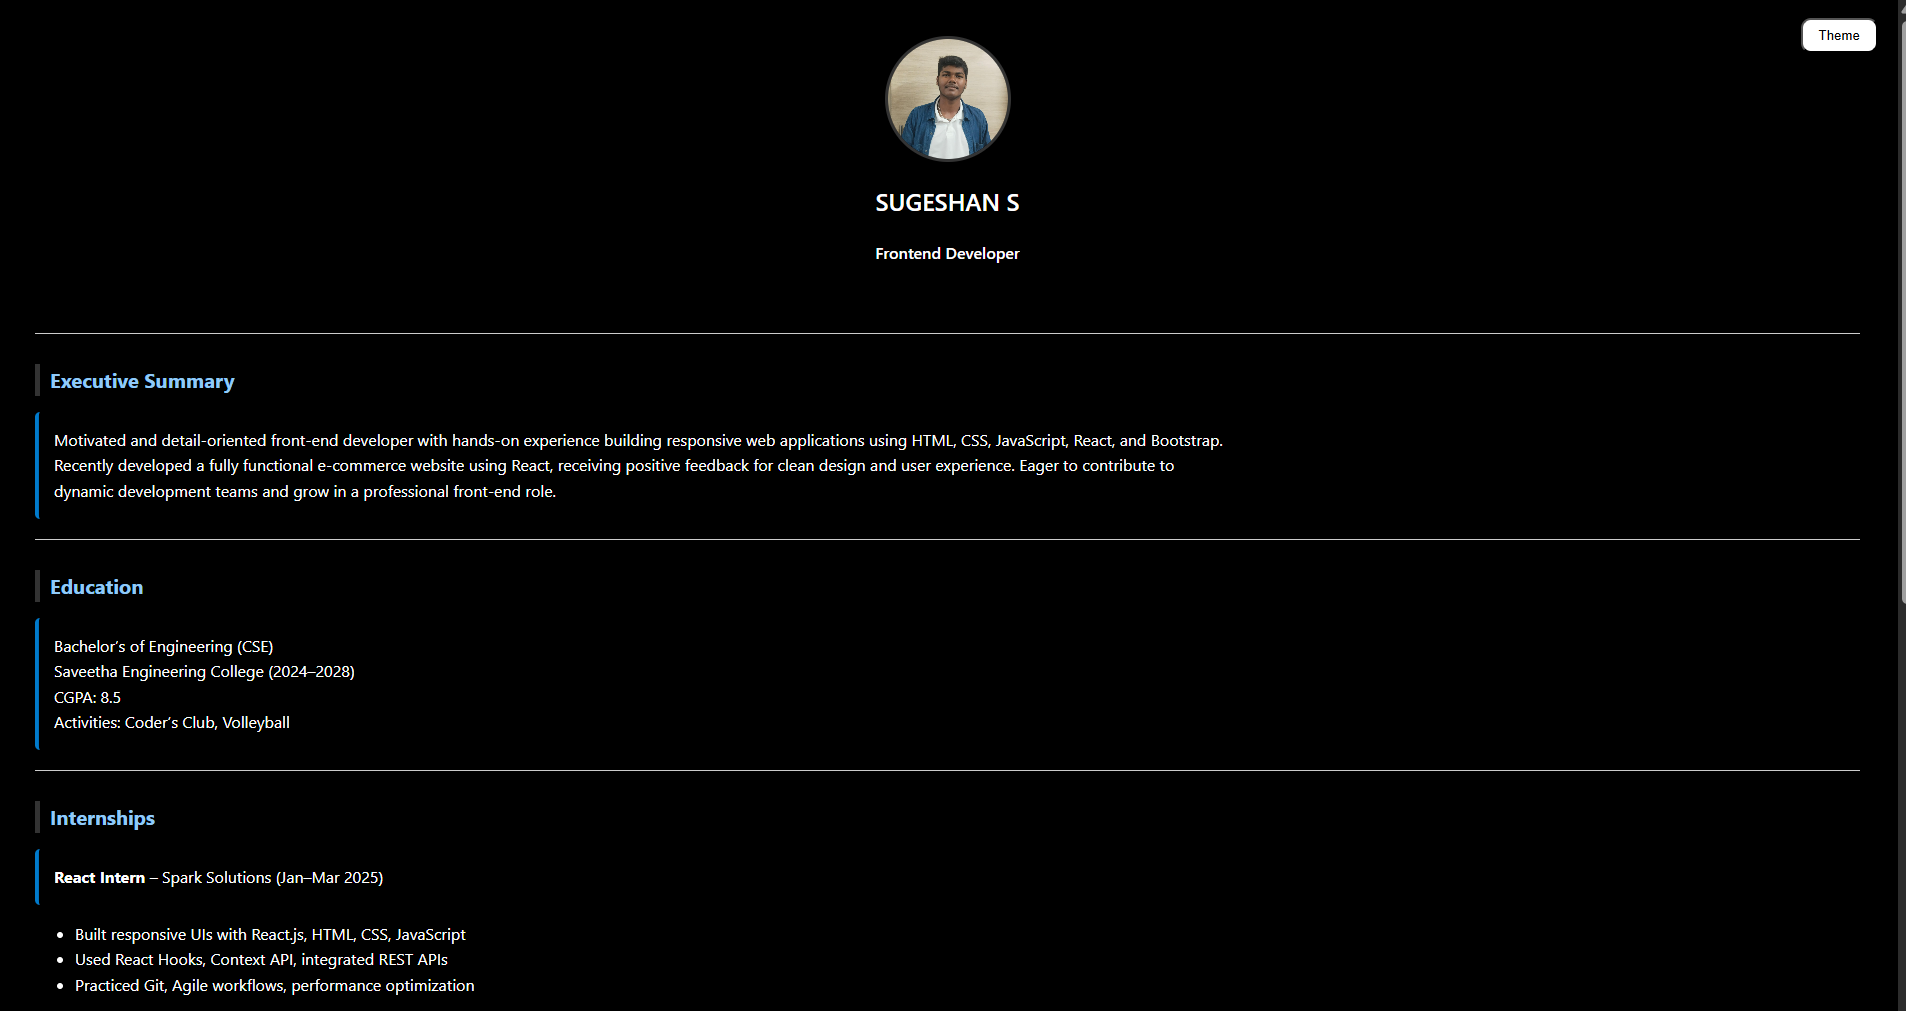 Theme
SUGESHAN S
Frontend Developer
Executive Summary
Motivated and detail-oriented front-end developer with hands-on experience building responsive web applications using HTML, CSS, JavaScript, React, and Bootstrap.
Recently developed a fully functional e-commerce website using React, receiving positive feedback for clean design and user experience. Eager to contribute to
dynamic development teams and grow in a professional front-end role.
Education
Bachelor’s of Engineering (CSE)
Saveetha Engineering College (2024–2028)
CGPA: 8.5
Activities: Coder’s Club, Volleyball
Internships
React Intern – Spark Solutions (Jan–Mar 2025)
• Built responsive UIs with React.js, HTML, CSS, JavaScript
• Used React Hooks, Context API, integrated REST APIs
• Practiced Git, Agile workflows, performance optimization